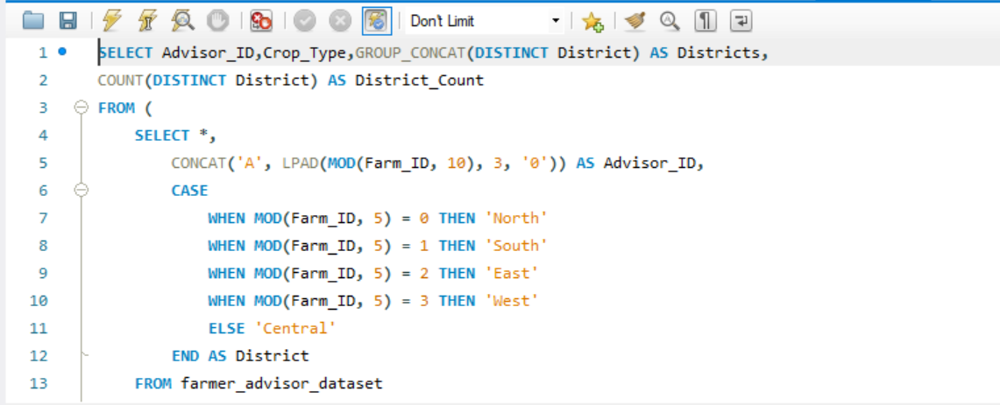 Don't Limit
1 SELECT Advisor_ID,Crop_Type,GROUP_CONCAT(DISTINCT District) AS Districts,
2 COUNT(DISTINCT District) AS District_Count
3 FROM (
4 SELECT *,
5 CONCAT('A', LPAD(MOD(Farm_ID, 10), 3, '0')) AS Advisor_ID,
6 CASE
7 WHEN MOD(Farm_ID, 5) = 0 THEN 'North'
8 WHEN MOD(Farm_ID, 5) = 1 THEN 'South'
9 WHEN MOD(Farm_ID, 5) = 2 THEN 'East'
10 WHEN MOD(Farm_ID, 5) = 3 THEN 'West'
11 ELSE 'Central'
12 END AS District
13 FROM farmer_advisor_dataset